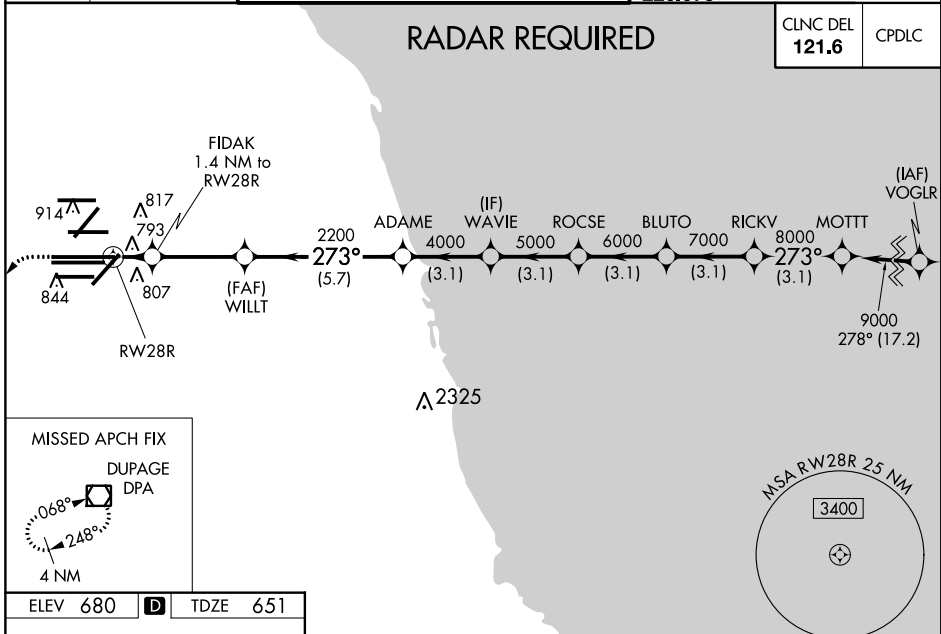 RADAR REQUIRED
CLNC DEL
121.6
CPDLC
FIDAK
1.4 NM to
RW28R
914
817
793
844
807
RW28R
(FAF)
WILLT
2200
273°
(5.7)
ADAME
4000
(3.1)
(IF)
WAVIE
5000
(3.1)
ROCSE
6000
(3.1)
BLUTO
7000
(3.1)
RICKV
8000
273°
(3.1)
MOTTT
(IAF)
VOGLR
9000
278° (17.2)
2325
MISSED APCH FIX
DUPAGE
DPA
068°
248°
4 NM
MSA RW28R 25 NM
3400
ELEV 680 D TDZE 651